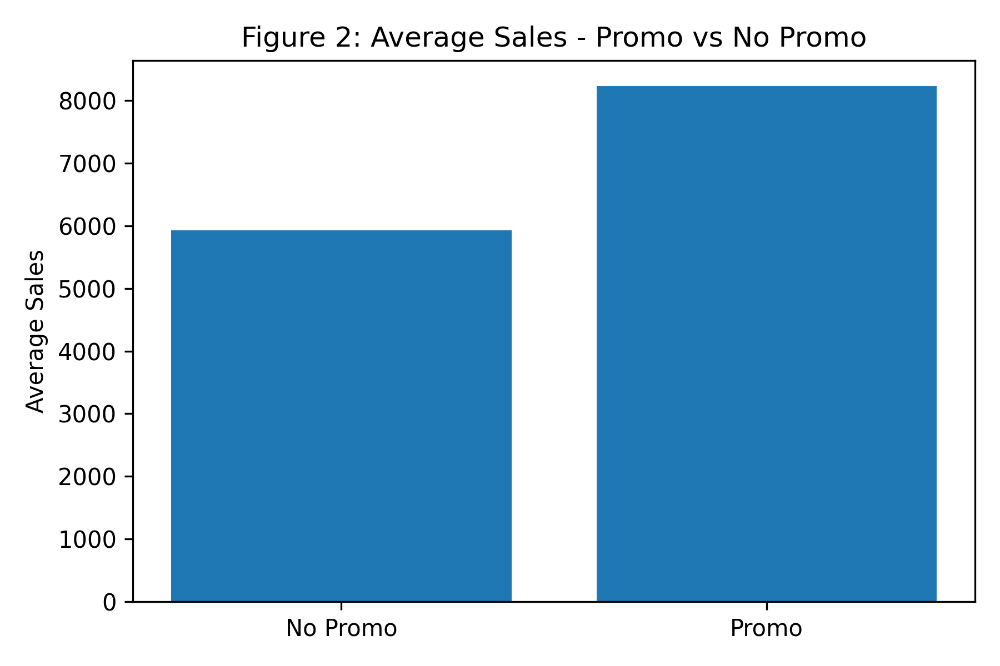 Figure 2: Average Sales - Promo vs No Promo
Average Sales
8000
7000
6000
5000
4000
3000
2000
1000
0
No Promo
Promo